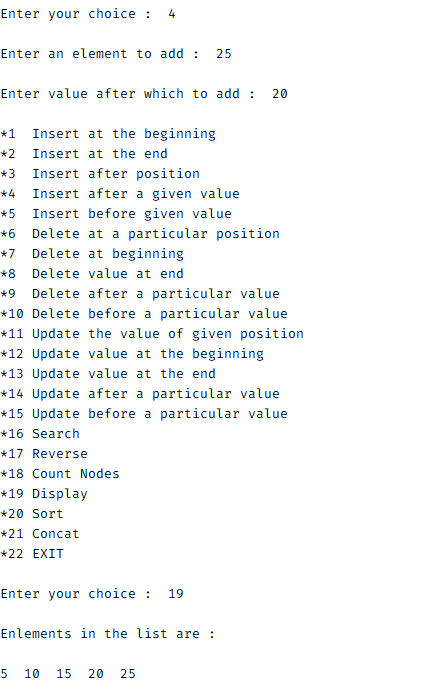 Enter your choice :  4
Enter an element to add :  25
Enter value after which to add :  20
*1  Insert at the beginning
*2  Insert at the end
*3  Insert after position
*4  Insert after a given value
*5  Insert before given value
*6  Delete at a particular position
*7  Delete at beginning
*8  Delete value at end
*9  Delete after a particular value
*10 Delete before a particular value
*11 Update the value of given position
*12 Update value at the beginning
*13 Update value at the end
*14 Update after a particular value
*15 Update before a particular value
*16 Search
*17 Reverse
*18 Count Nodes
*19 Display
*20 Sort
*21 Concat
*22 EXIT
Enter your choice :  19
Enlements in the list are :
5  10  15  20  25